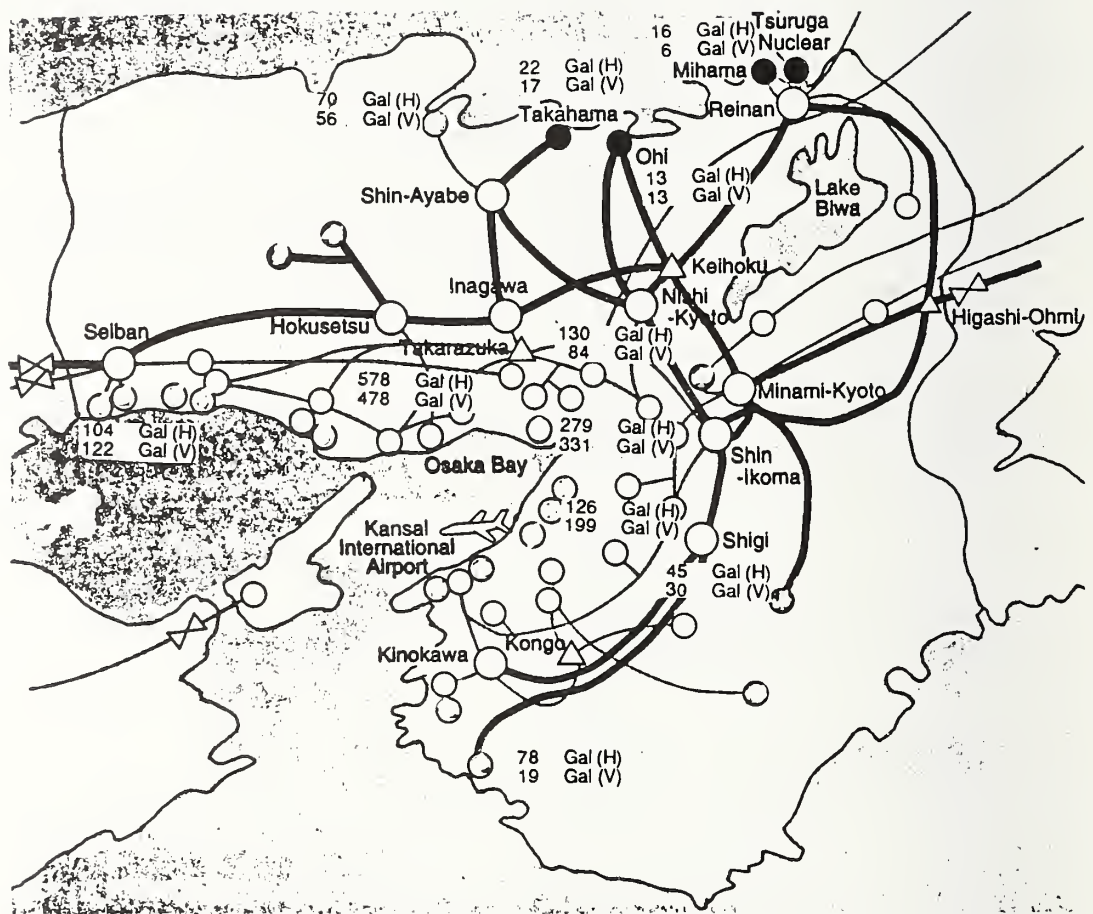 16 Gal (H)
6 Gal (V)
Tsuruga
Nuclear
Mihama
Reinan
22 Gal (H)
17 Gal (V)
Takahama
70 Gal (H)
56 Gal (V)
Ohi
13 Gal (H)
13 Gal (V)
Lake
Biwa
Shin-Ayabe
Keihoku
Inagawa
Nishi
-Kyoto
Hokusetsu
Higashi-Ohmi
Seiban
Takarazuka
130 Gal (H)
84 Gal (V)
578 Gal (H)
478 Gal (V)
Minami-Kyoto
104 Gal (H)
122 Gal (V)
279 Gal (H)
331 Gal (V)
Osaka Bay
Shin
-Ikoma
126 Gal (H)
199 Gal (V)
Kansai
International
Airport
Shigi
45 Gal (H)
30 Gal (V)
Kongo
Kinokawa
78 Gal (H)
19 Gal (V)